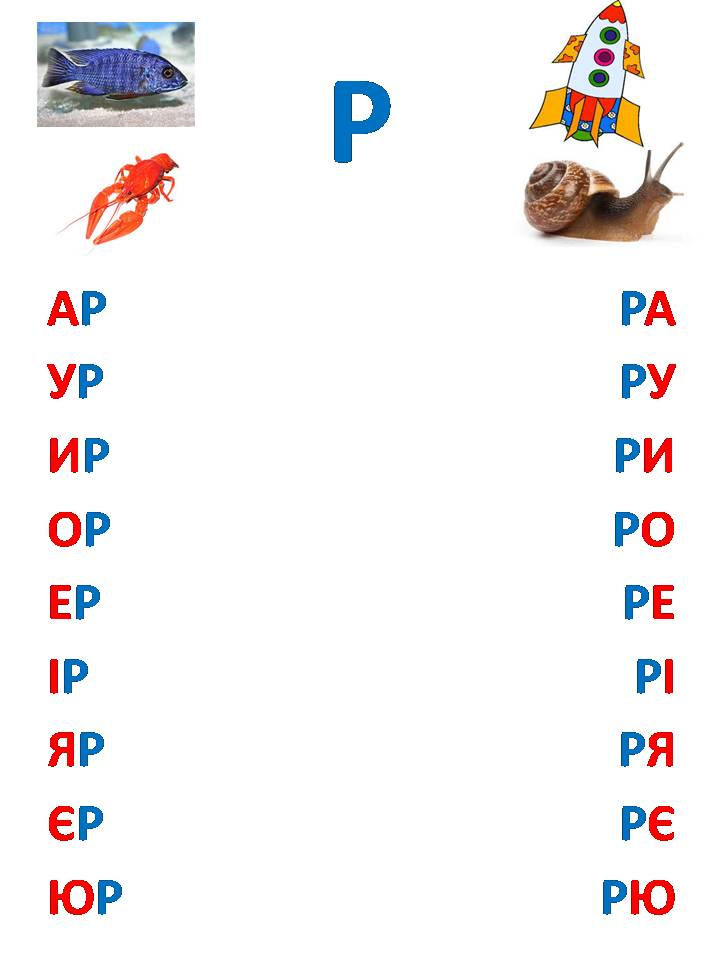 Р
АР РА
УР РУ
ИР РИ
ОР РО
ЕР РЕ
ІР РІ
ЯР РЯ
ЄР РЄ
ЮР РЮ